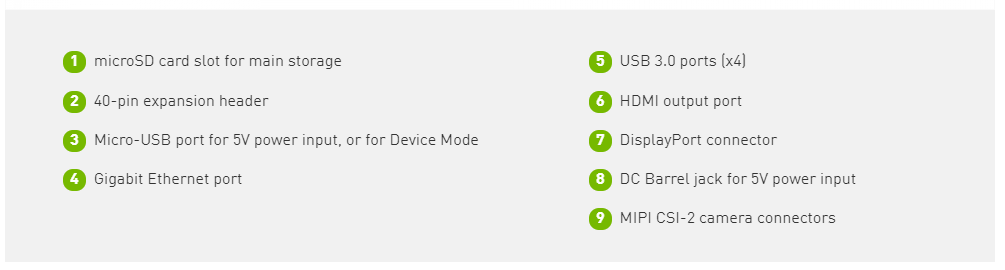 1 microSD card slot for main storage
2 40-pin expansion header
3 Micro-USB port for 5V power input, or for Device Mode
4 Gigabit Ethernet port
5 USB 3.0 ports (x4)
6 HDMI output port
7 DisplayPort connector
8 DC Barrel jack for 5V power input
9 MIPI CSI-2 camera connectors